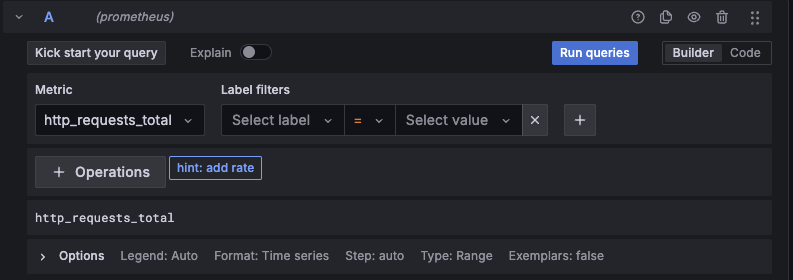 A (prometheus)
Kick start your query Explain Run queries Builder Code
Metric Label filters
http_requests_total Select label = Select value
+ Operations hint: add rate
http_requests_total
Options Legend: Auto Format: Time series Step: auto Type: Range Exemplars: false